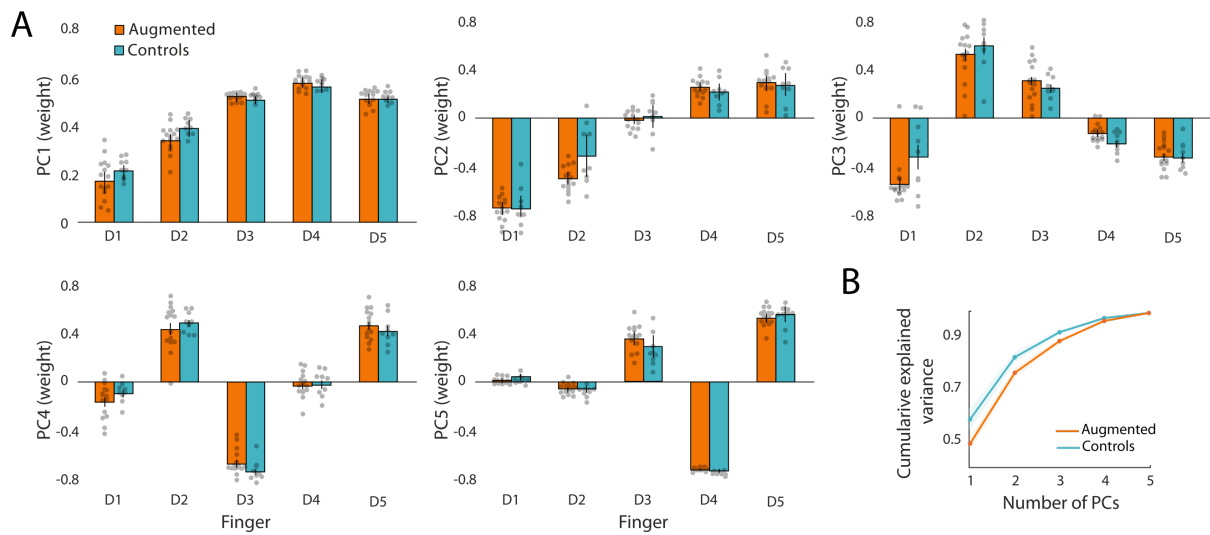 A
Augmented
Controls
PC1 (weight)
0.8
0.6
0.4
0.2
0
D1 D2 D3 D4 D5
PC2 (weight)
0.8
0.4
0
-0.4
-0.8
D1 D2 D3 D4 D5
PC3 (weight)
0.8
0.4
0
-0.4
-0.8
D1 D2 D3 D4 D5
PC4 (weight)
0.8
0.4
0
-0.4
-0.8
D1 D2 D3 D4 D5
Finger
PC5 (weight)
0.8
0.4
0
-0.4
-0.8
D1 D2 D3 D4 D5
Finger
B
Cumularive explained
variance
0.9
0.7
0.5
Augmented
Controls
1 2 3 4 5
Number of PCs